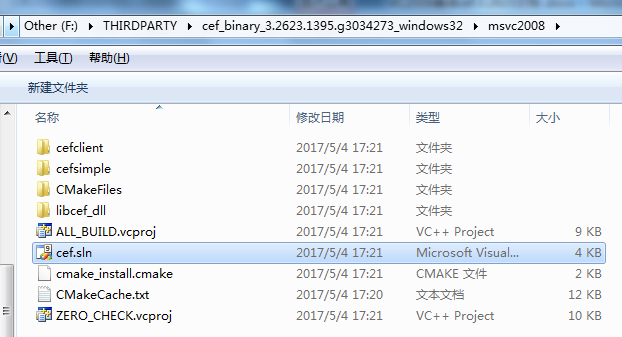 Other (F:) ▸ THIRDPARTY ▸ cef_binary_3.2623.1395.g3034273_windows32 ▸ msvc2008 ▸
(V) 工具(T) 帮助(H)
新建文件夹
名称 修改日期 类型 大小
cefclient 2017/5/4 17:21 文件夹
cefsimple 2017/5/4 17:21 文件夹
CMakeFiles 2017/5/4 17:21 文件夹
libcef_dll 2017/5/4 17:21 文件夹
ALL_BUILD.vcproj 2017/5/4 17:21 VC++ Project 9 KB
cef.sln 2017/5/4 17:21 Microsoft Visual... 4 KB
cmake_install.cmake 2017/5/4 17:21 CMAKE 文件 2 KB
CMakeCache.txt 2017/5/4 17:20 文本文档 12 KB
ZERO_CHECK.vcproj 2017/5/4 17:21 VC++ Project 10 KB